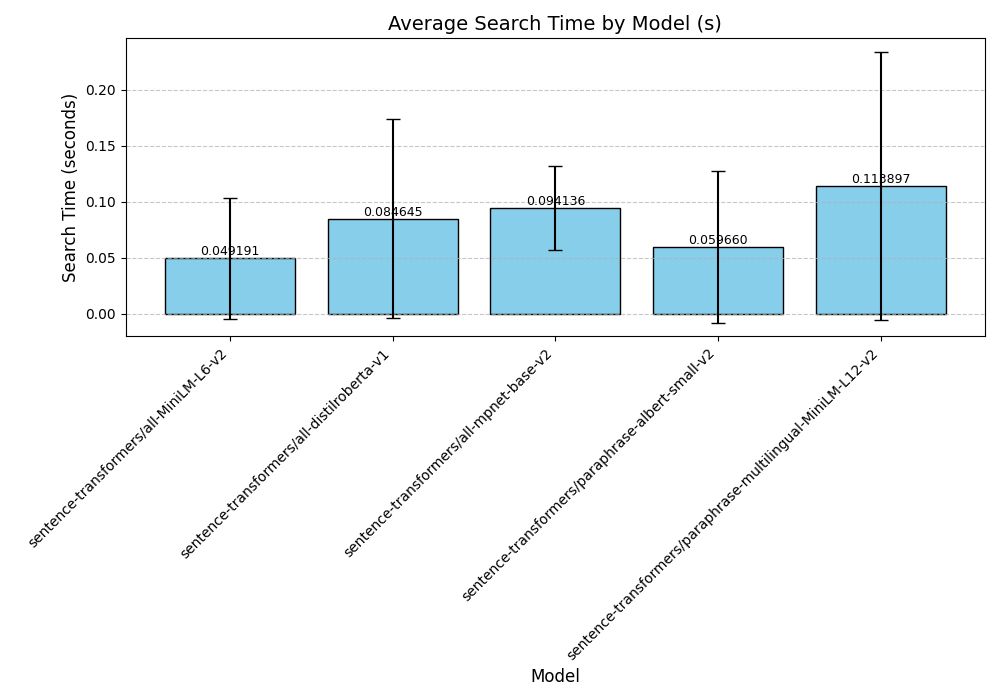 Average Search Time by Model (s)
Search Time (seconds)
0.20
0.15
0.10
0.05
0.00
0.049191
0.084645
0.094136
0.059660
0.113897
sentence-transformers/all-MiniLM-L6-v2
sentence-transformers/all-distilroberta-v1
sentence-transformers/all-mpnet-base-v2
sentence-transformers/paraphrase-albert-small-v2
sentence-transformers/paraphrase-multilingual-MiniLM-L12-v2
Model